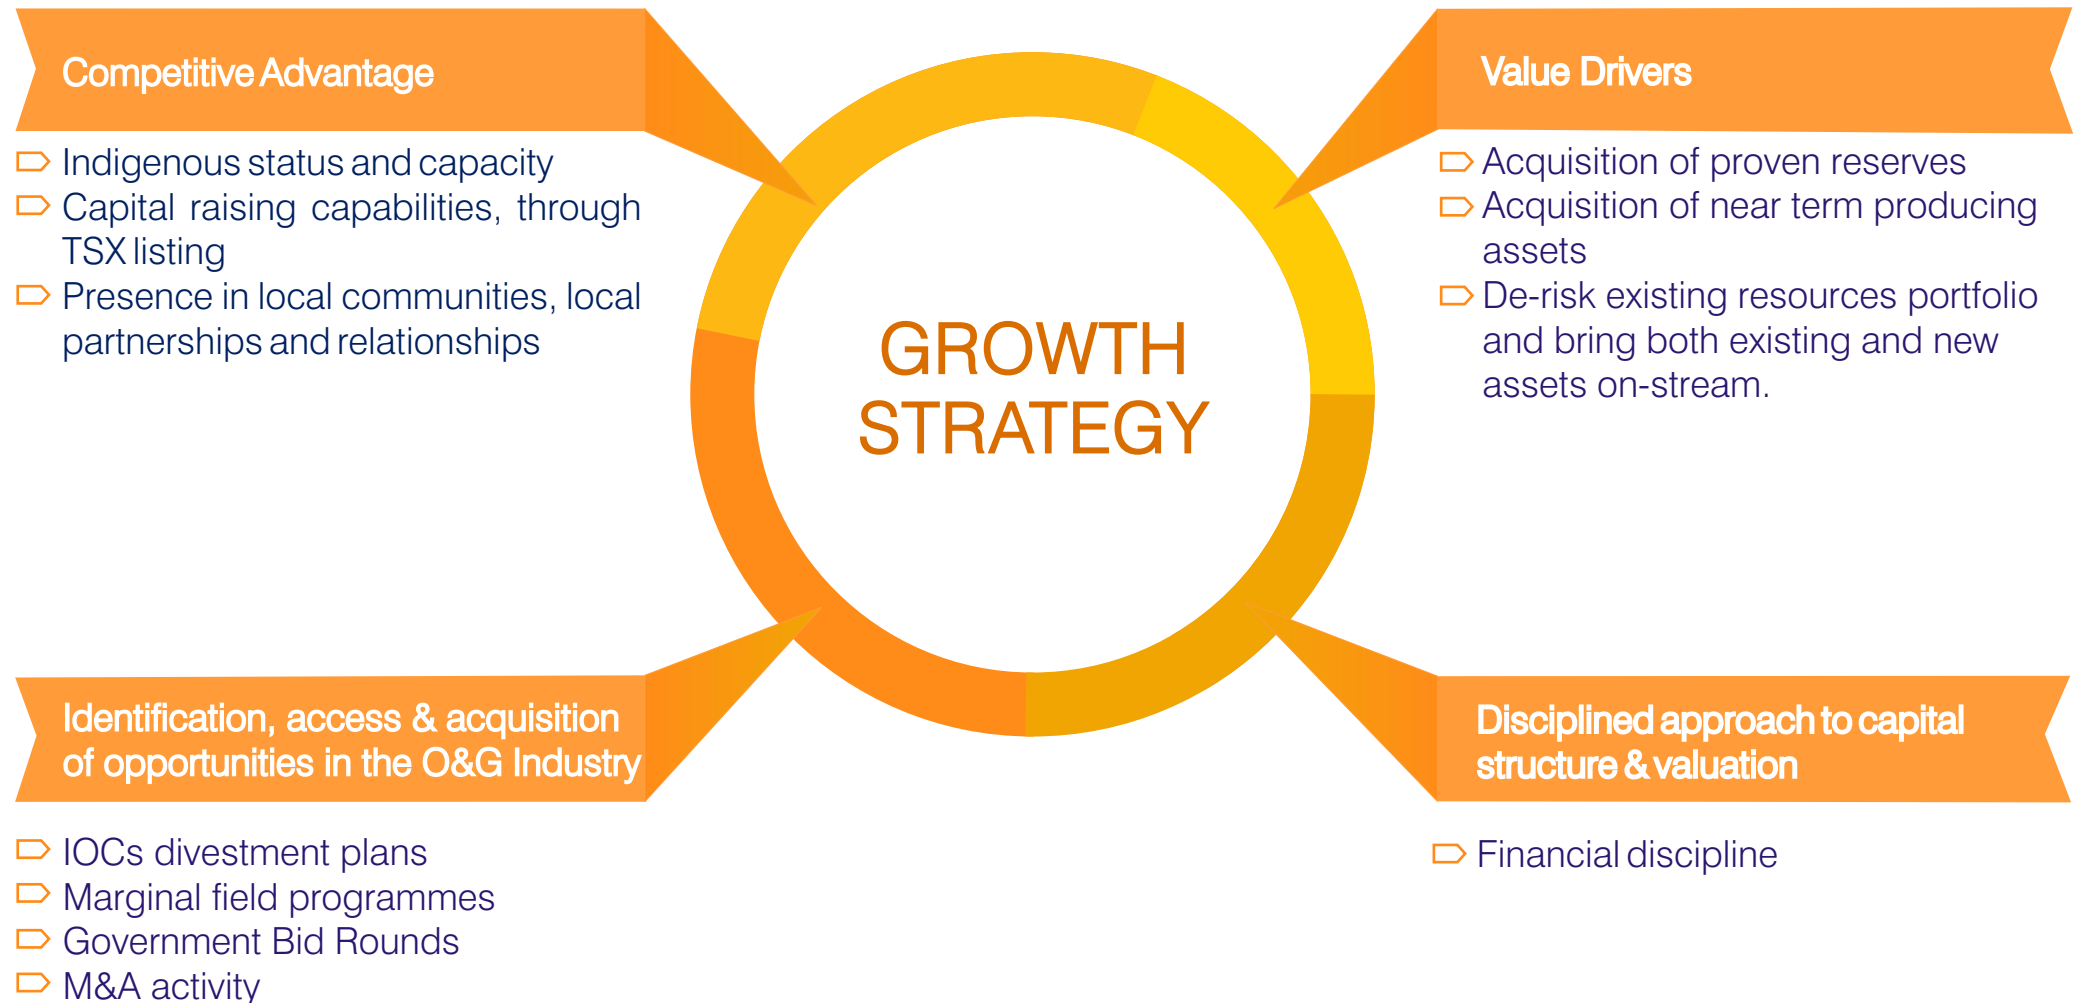 Competitive Advantage
Indigenous status and capacity
Capital raising capabilities, through
TSX listing
Presence in local communities, local
partnerships and relationships
Value Drivers
Acquisition of proven reserves
Acquisition of near term producing
assets
De-risk existing resources portfolio
and bring both existing and new
assets on-stream.
GROWTH
STRATEGY
Identification, access & acquisition
of opportunities in the O&G Industry
IOCs divestment plans
Marginal field programmes
Government Bid Rounds
M&A activity
Disciplined approach to capital
structure & valuation
Financial discipline